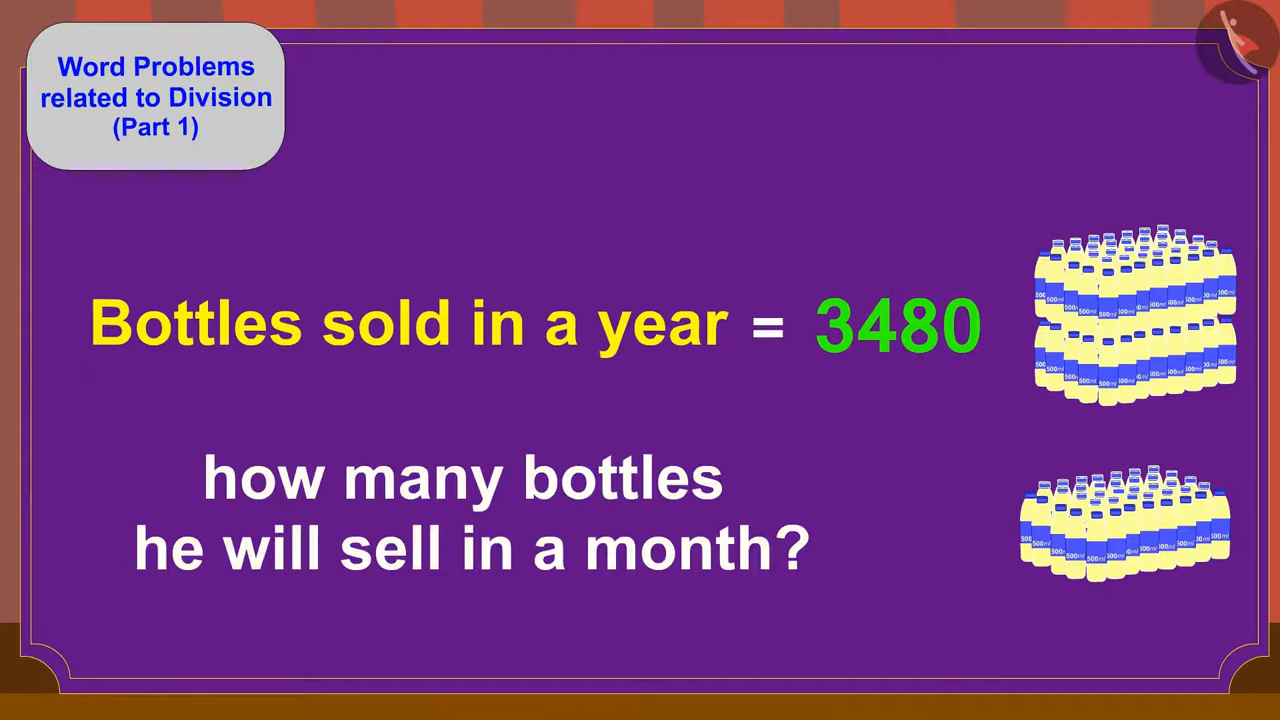 Word Problems
related to Division
(Part 1)
Bottles sold in a year = 3480
how many bottles
he will sell in a month?
500ml